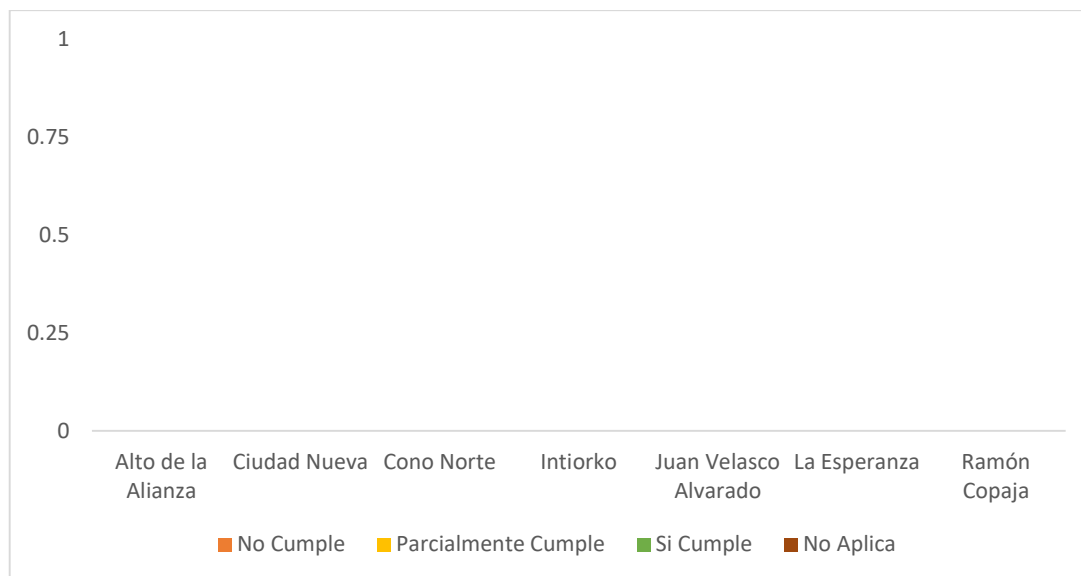 1
0.75
0.5
0.25
0
Alto de la
Alianza
Ciudad Nueva
Cono Norte
Intiorko
Juan Velasco
Alvarado
La Esperanza
Ramón
Copaja
No Cumple
Parcialmente Cumple
Si Cumple
No Aplica